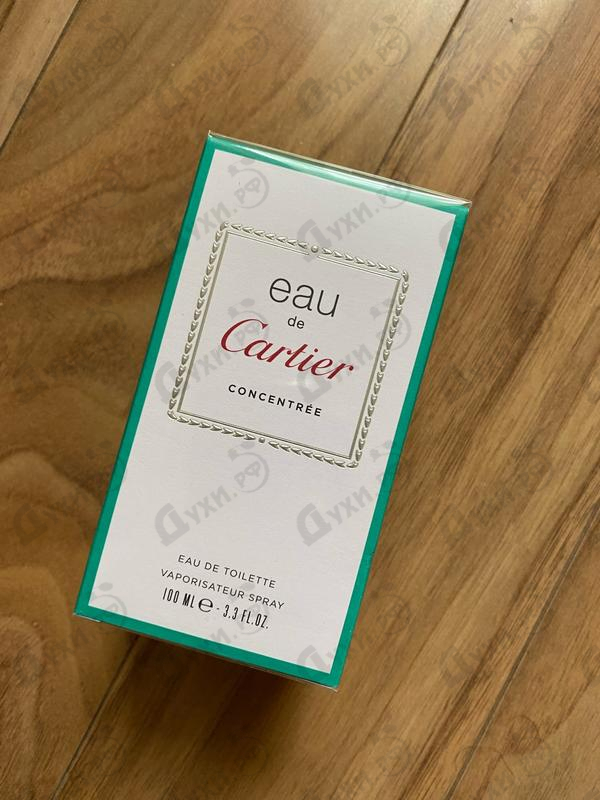 eau
de
Cartier
CONCENTRÉE
EAU DE TOILETTE
VAPORISATEUR SPRAY
100 ML ℮ - 3.3 FL.OZ.
Духи.рф